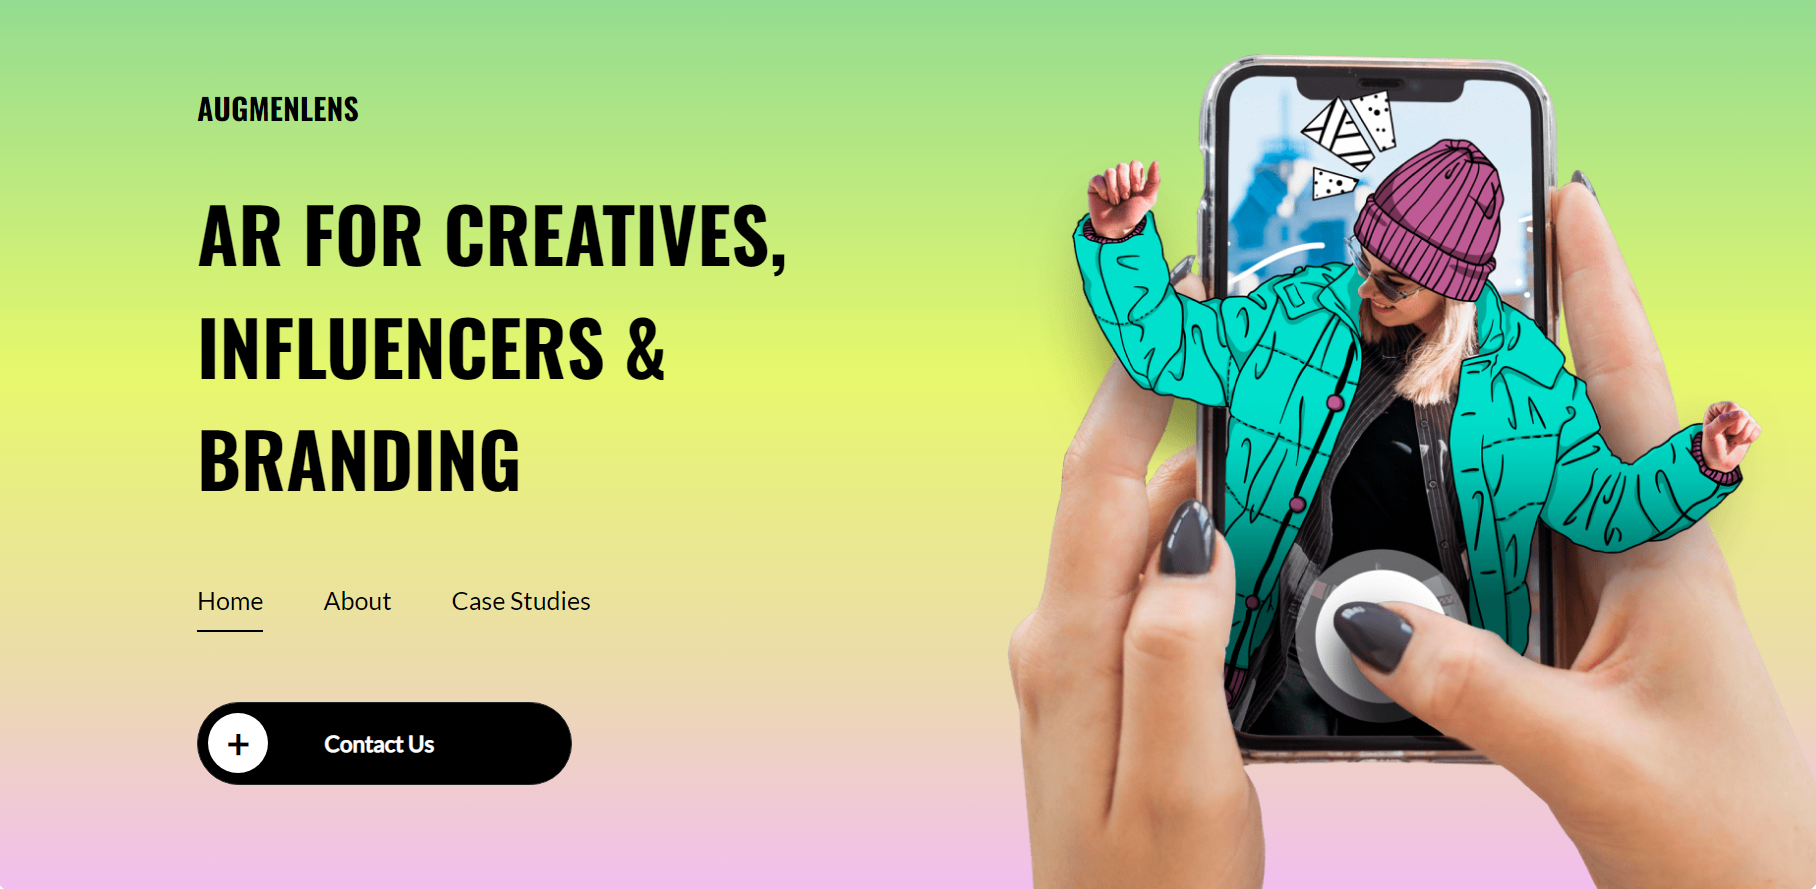 AUGMENLENS
AR FOR CREATIVES,
INFLUENCERS &
BRANDING
Home About Case Studies
+ Contact Us